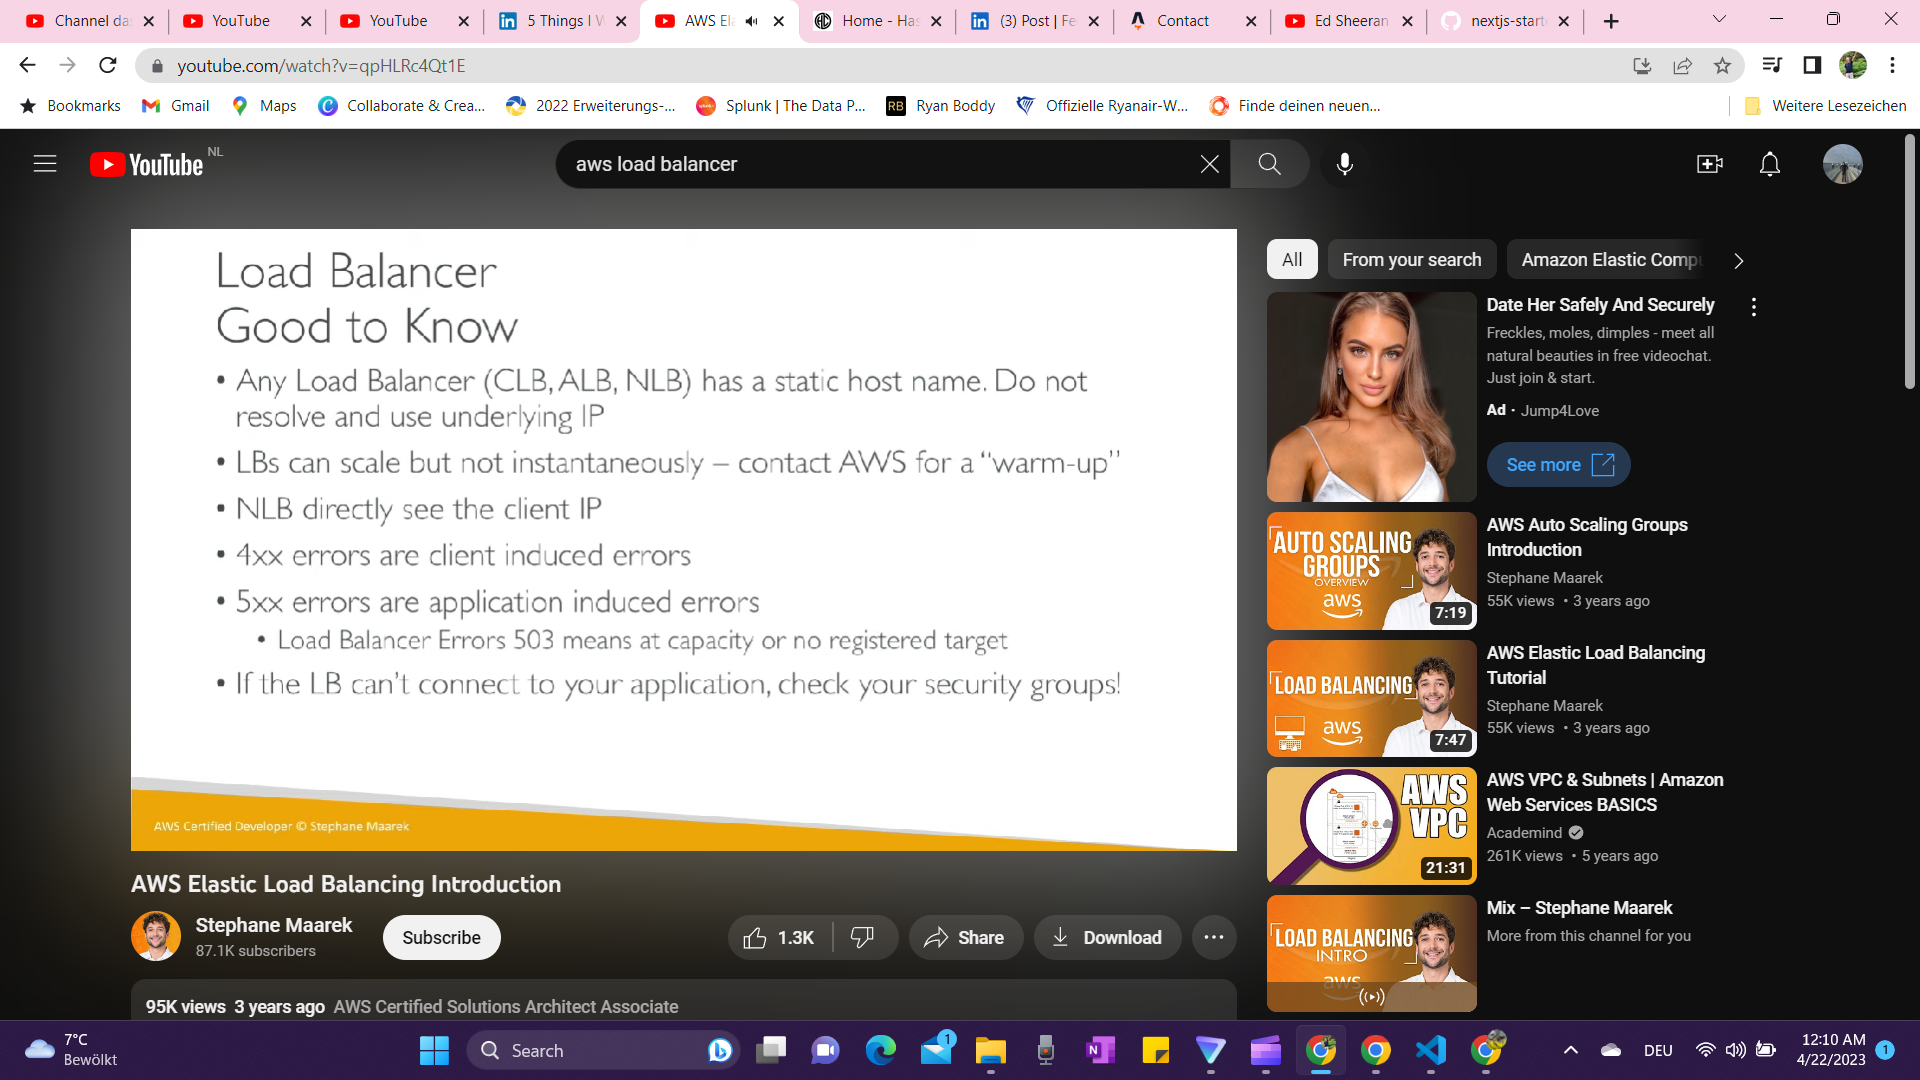 Channel da
YouTube
YouTube
5 Things I W
AWS Ela
Home - Has
(3) Post | Fe
Contact
Ed Sheeran
nextjs-start
youtube.com/watch?v=qpHLRc4Qt1E
Bookmarks
Gmail
Maps
Collaborate & Crea...
2022 Erweiterungs-...
Splunk | The Data P...
RB
Ryan Boddy
Offizielle Ryanair-W...
Finde deinen neuen...
Weitere Lesezeichen
YouTube NL
aws load balancer
Load Balancer
Good to Know
• Any Load Balancer (CLB, ALB, NLB) has a static host name. Do not
resolve and use underlying IP
• LBs can scale but not instantaneously – contact AWS for a “warm-up”
• NLB directly see the client IP
• 4xx errors are client induced errors
• 5xx errors are application induced errors
• Load Balancer Errors 503 means at capacity or no registered target
• If the LB can't connect to your application, check your security groups!
AWS Certified Developer © Stephane Maarek
AWS Elastic Load Balancing Introduction
Stephane Maarek
87.1K subscribers
Subscribe
1.3K
Share
Download
95K views 3 years ago AWS Certified Solutions Architect Associate
All
From your search
Amazon Elastic Compu
Date Her Safely And Securely
Freckles, moles, dimples - meet all
natural beauties in free videochat.
Just join & start.
Ad · Jump4Love
See more
AUTO SCALING
GROUPS
OVERVIEW
aws
7:19
AWS Auto Scaling Groups
Introduction
Stephane Maarek
55K views • 3 years ago
LOAD BALANCING
aws
7:47
AWS Elastic Load Balancing
Tutorial
Stephane Maarek
55K views • 3 years ago
AWS
VPC
21:31
AWS VPC & Subnets | Amazon
Web Services BASICS
Academind
261K views • 5 years ago
LOAD BALANCING
INTRO
aws
Mix – Stephane Maarek
More from this channel for you
7°C
Bewölkt
Search
1
DEU
12:10 AM
4/22/2023
1